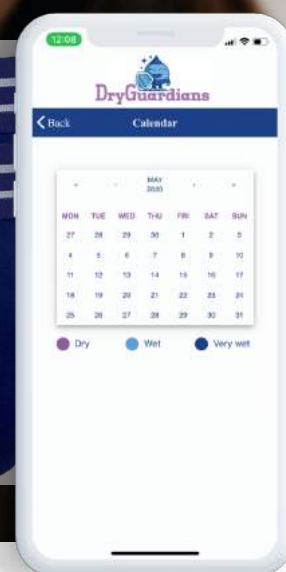 12:08
DryGuardians
Back Calendar
« ‹ MAY › »
2020
MON TUE WED THU FRI SAT SUN
27 28 29 30 1 2 3
4 5 6 7 8 9 10
11 12 13 14 15 16 17
18 19 20 21 22 23 24
25 26 27 28 29 30 31
Dry Wet Very wet